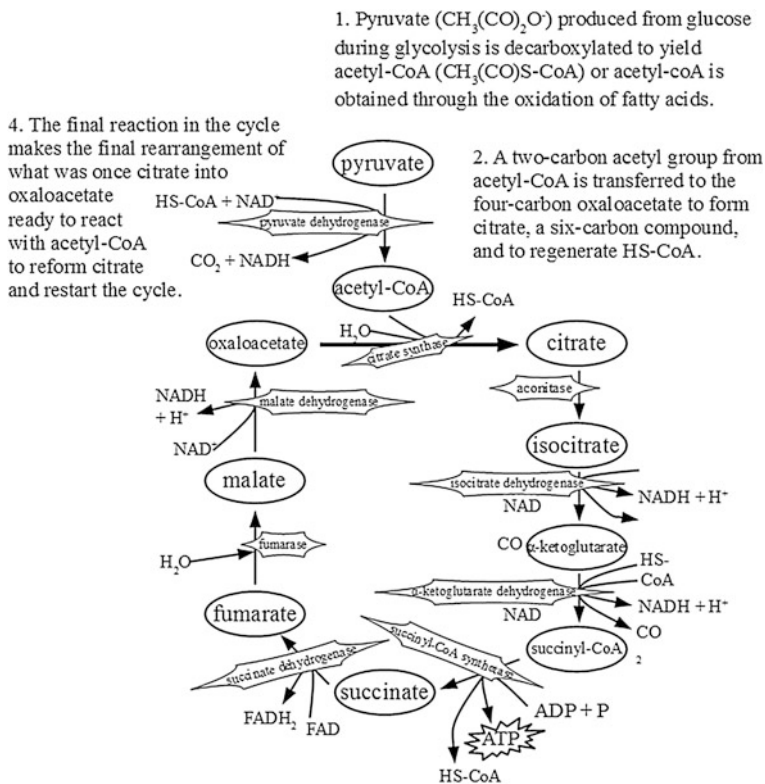 1. Pyruvate (CH₃(CO)₂O⁻) produced from glucose
during glycolysis is decarboxylated to yield
acetyl-CoA (CH₃(CO)S-CoA) or acetyl-coA is
obtained through the oxidation of fatty acids.
4. The final reaction in the cycle
makes the final rearrangement of
what was once citrate into
oxaloacetate
ready to react
with acetyl-CoA
to reform citrate
and restart the cycle.
pyruvate
2. A two-carbon acetyl group from
acetyl-CoA is transferred to the
four-carbon oxaloacetate to form
citrate, a six-carbon compound,
and to regenerate HS-CoA.
HS-CoA + NAD⁺
pyruvate dehydrogenase
CO₂ + NADH
acetyl-CoA
HS-CoA
H₂O
oxaloacetate
citrate synthase
citrate
aconitase
NADH
+ H⁺
malate dehydrogenase
NAD⁺
isocitrate
isocitrate dehydrogenase
NADH + H⁺
NAD
malate
CO
α-ketoglutarate
fumarase
H₂O
HS-
CoA
α-ketoglutarate dehydrogenase
NADH + H⁺
NAD
CO
fumarate
succinyl-CoA
2
succinyl-CoA synthetase
succinate dehydrogenase
succinate
FADH₂
FAD
ADP + P
ATP
HS-CoA